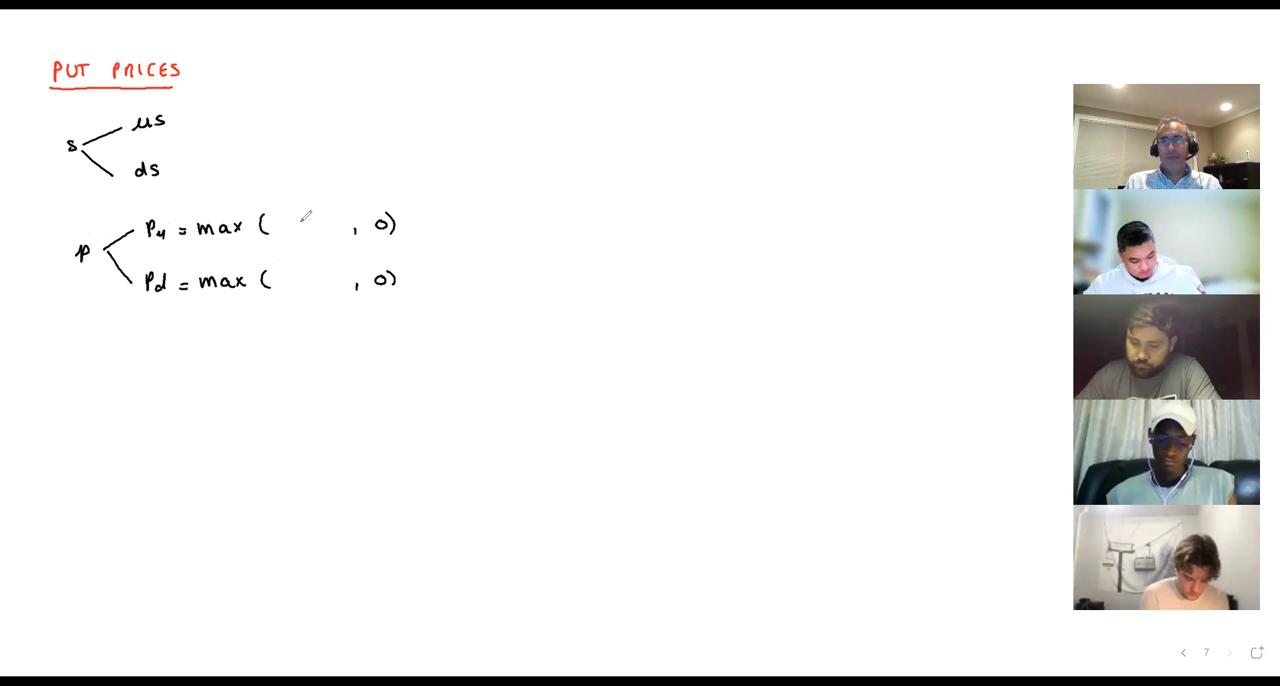 PUT PRICES
us
s
ds
Pu = max ( , 0)
p
Pd = max ( , 0)
7